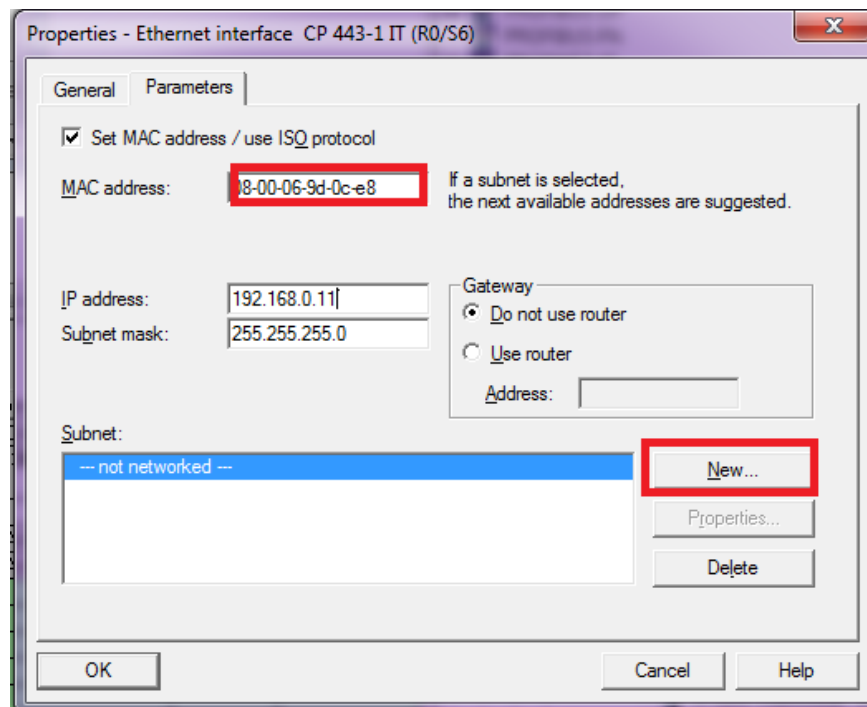 Properties - Ethernet interface CP 443-1 IT (R0/S6)
General
Parameters
Set MAC address / use ISO protocol
MAC address:
08-00-06-9d-0c-e8
If a subnet is selected,
the next available addresses are suggested.
IP address:
192.168.0.11
Subnet mask:
255.255.255.0
Gateway
Do not use router
Use router
Address:
Subnet:
--- not networked ---
New...
Properties...
Delete
OK
Cancel
Help